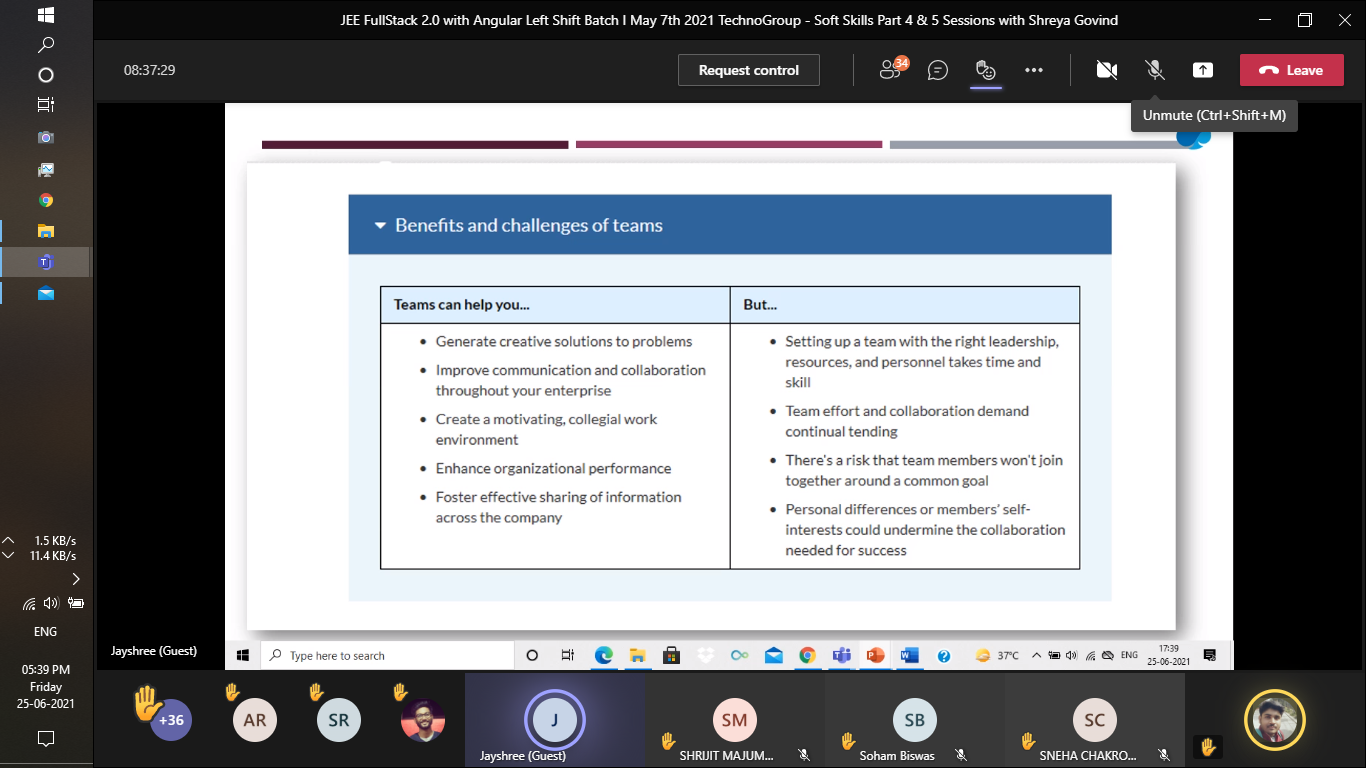 JEE FullStack 2.0 with Angular Left Shift Batch I May 7th 2021 TechnoGroup - Soft Skills Part 4 & 5 Sessions with Shreya Govind
08:37:29
Request control
34
Leave
Unmute (Ctrl+Shift+M)
Benefits and challenges of teams
Teams can help you...
• Generate creative solutions to problems
• Improve communication and collaboration
throughout your enterprise
• Create a motivating, collegial work
environment
• Enhance organizational performance
• Foster effective sharing of information
across the company
But...
• Setting up a team with the right leadership,
resources, and personnel takes time and
skill
• Team effort and collaboration demand
continual tending
• There's a risk that team members won't join
together around a common goal
• Personal differences or members' self-
interests could undermine the collaboration
needed for success
Jayshree (Guest)
Type here to search
37°C
ENG
17:39
25-06-2021
1.5 KB/s
11.4 KB/s
ENG
05:39 PM
Friday
25-06-2021
+36
AR
SR
J
Jayshree (Guest)
SM
SHRIJIT MAJUM...
SB
Soham Biswas
SC
SNEHA CHAKRO...